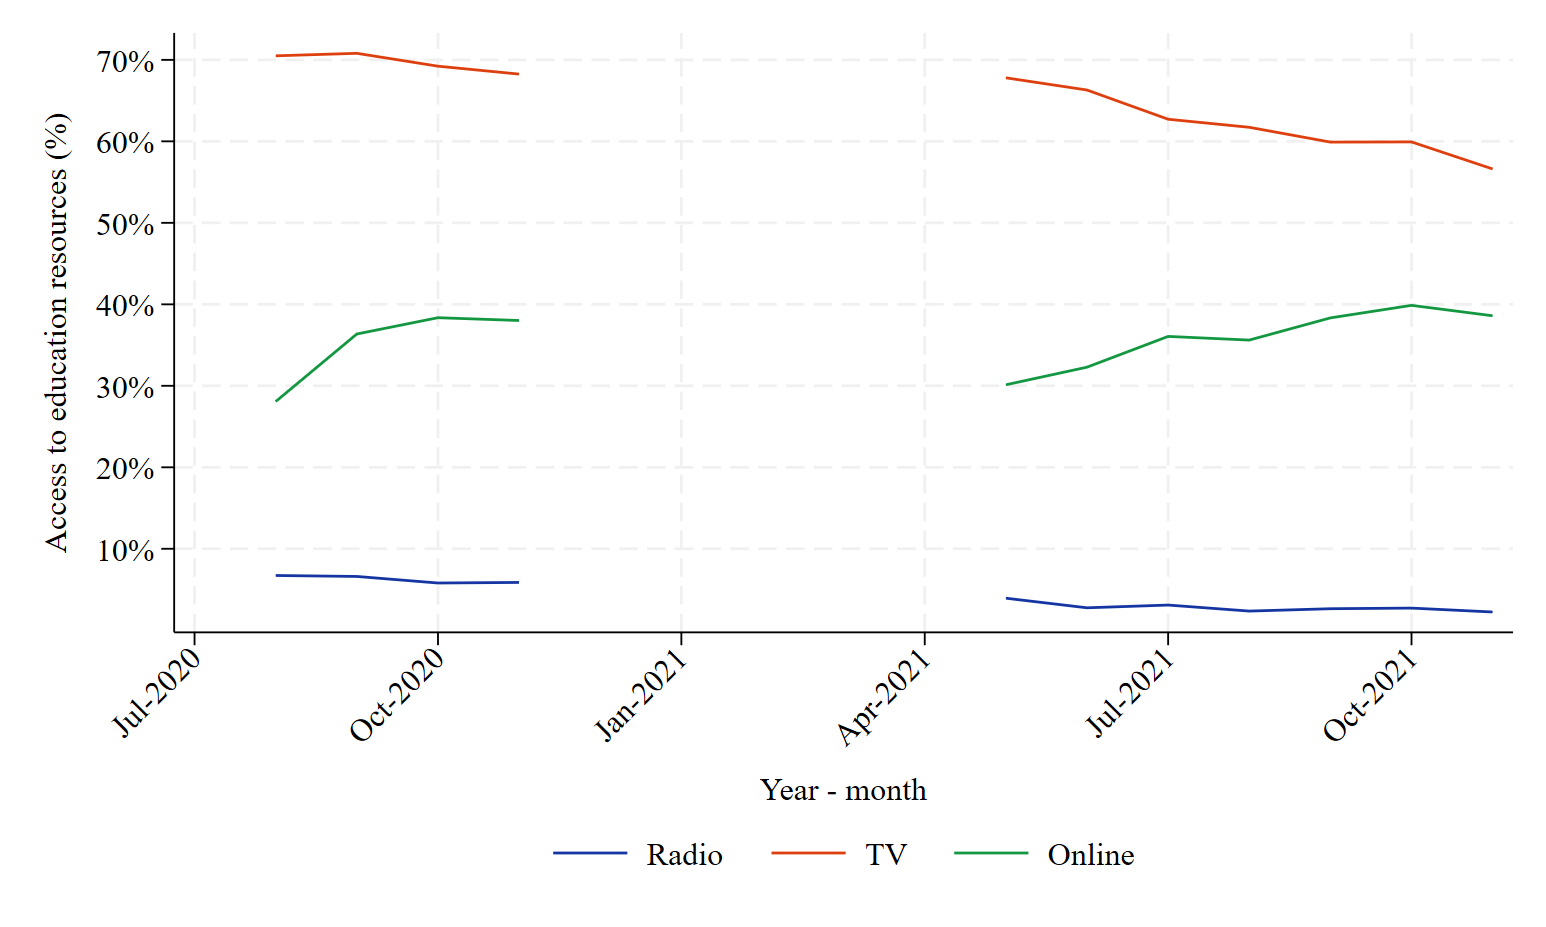 Access to education resources (%)
70%
60%
50%
40%
30%
20%
10%
Jul-2020
Oct-2020
Jan-2021
Apr-2021
Jul-2021
Oct-2021
Year - month
Radio
TV
Online